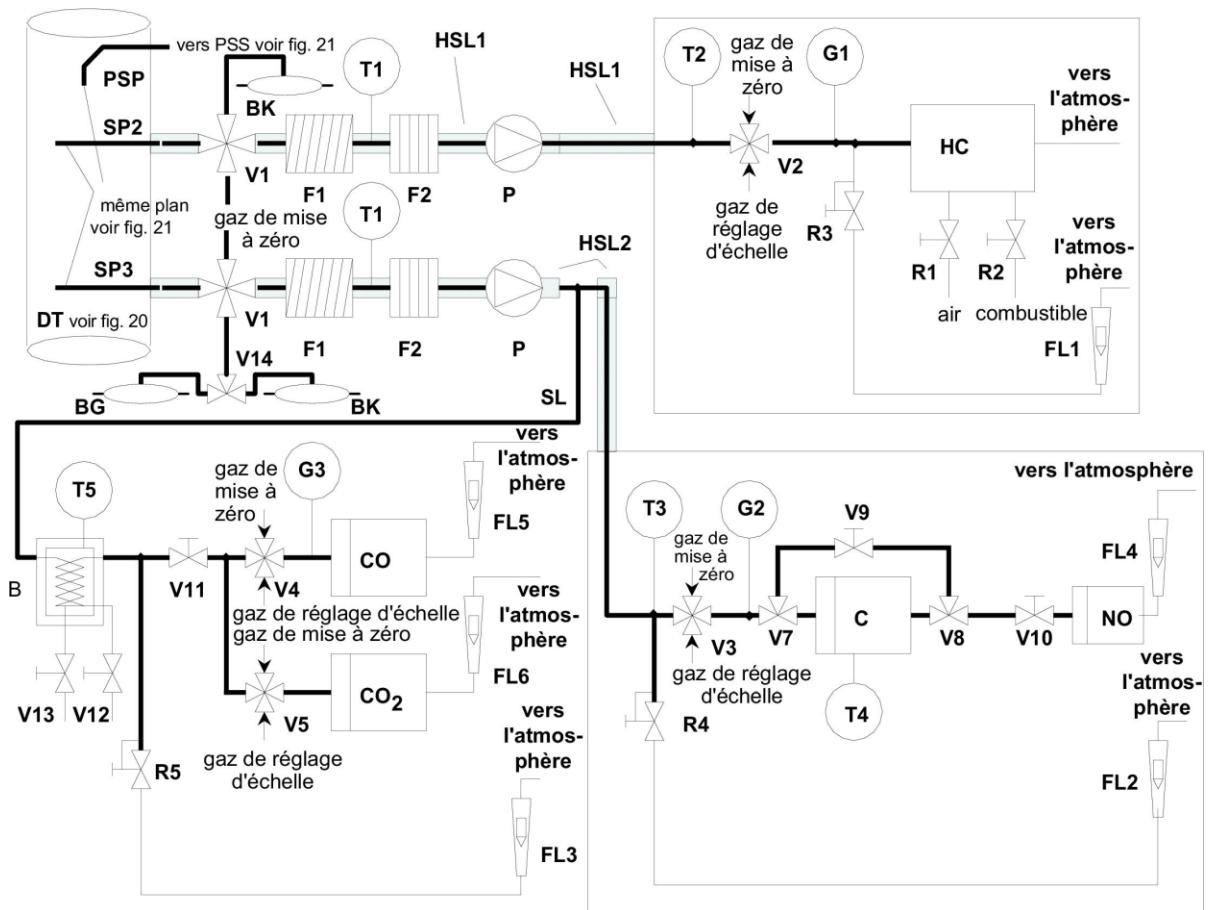 vers PSS voir fig. 21
PSP
SP2
BK
V1
HSL1
T1
F1
F2
P
HSL1
même plan
voir fig. 21
gaz de mise
à zéro
SP3
DT voir fig. 20
V1
T1
F1
F2
P
HSL2
V14
BG
BK
SL
T2
gaz de
mise à
zéro
G1
V2
gaz de
réglage
d'échelle
R3
HC
vers
l'atmos-
phère
R1
R2
air
combustible
vers
l'atmos-
phère
FL1
T5
B
V13
V12
R5
V11
gaz de
mise à
zéro
G3
V4
CO
vers
l'atmos-
phère
FL5
gaz de réglage d'échelle
gaz de mise à zéro
V5
CO2
vers
l'atmos-
phère
FL6
gaz de réglage
d'échelle
vers
l'atmos-
phère
FL3
T3
gaz de
mise à
zéro
G2
V9
V3
V7
C
V8
V10
NO
vers l'atmosphère
FL4
gaz de réglage
d'échelle
R4
T4
vers
l'atmos-
phère
FL2